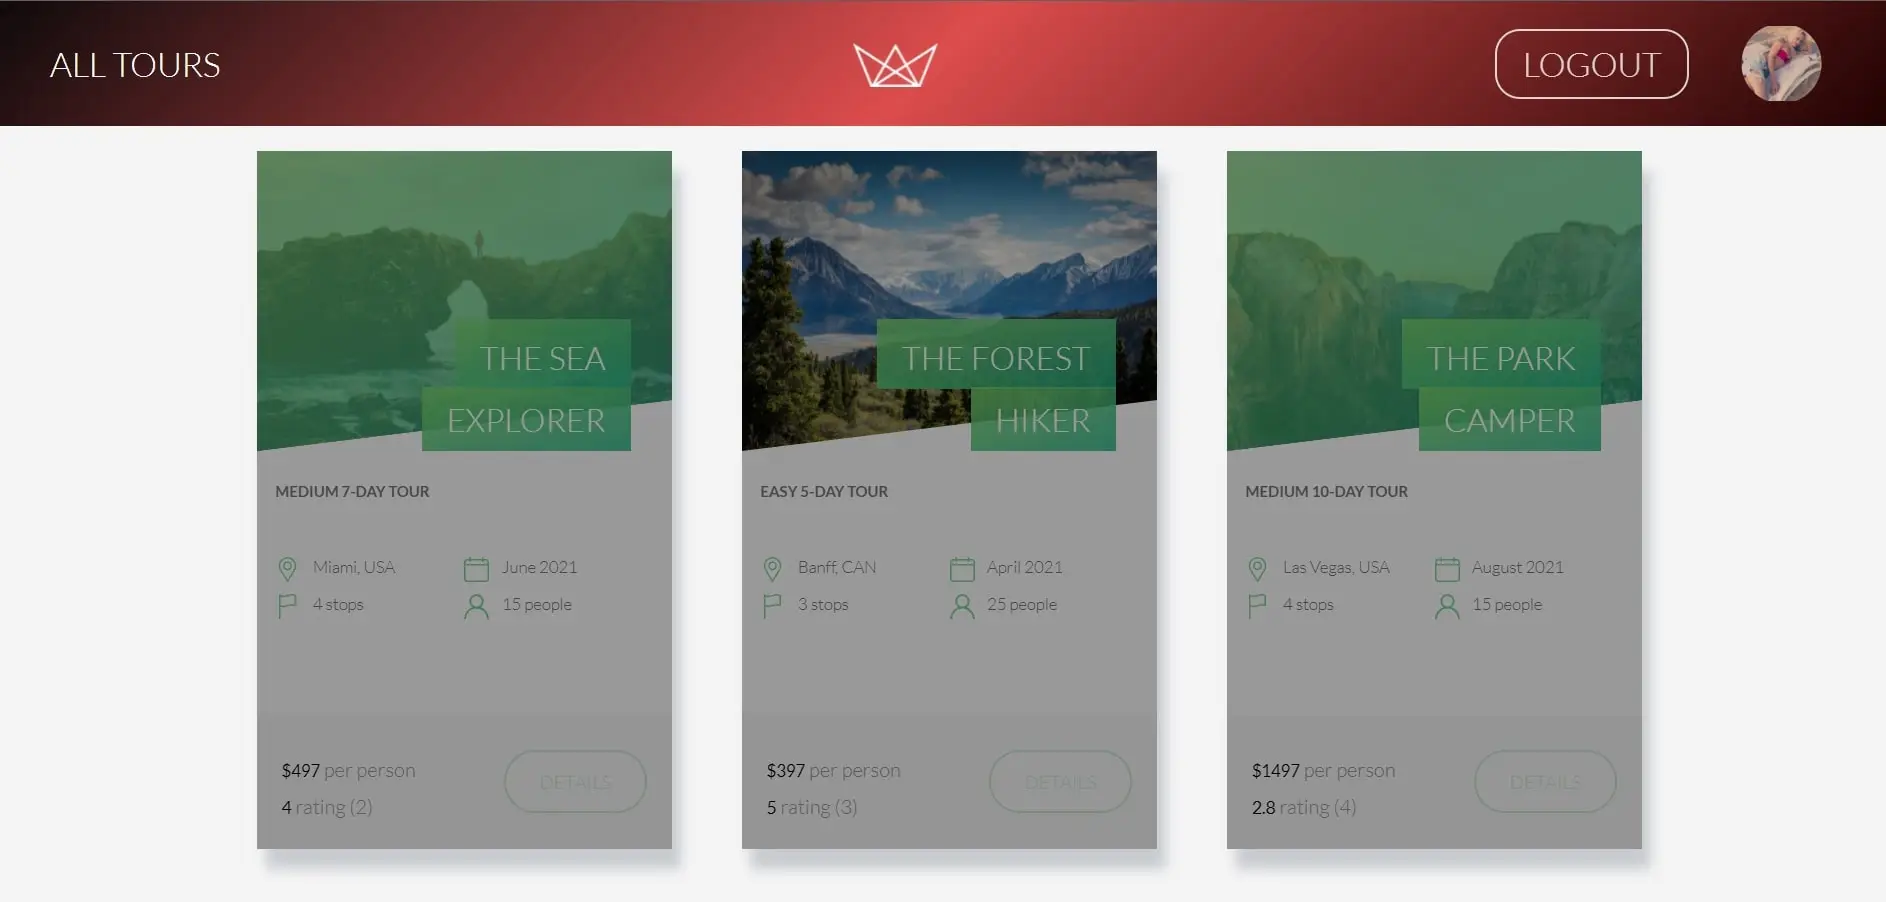 ALL TOURS
LOGOUT
THE SEA
EXPLORER
MEDIUM 7-DAY TOUR
Miami, USA
June 2021
4 stops
15 people
$497 per person
4 rating (2)
DETAILS
THE FOREST
HIKER
EASY 5-DAY TOUR
Banff, CAN
April 2021
3 stops
25 people
$397 per person
5 rating (3)
DETAILS
THE PARK
CAMPER
MEDIUM 10-DAY TOUR
Las Vegas, USA
August 2021
4 stops
15 people
$1497 per person
2.8 rating (4)
DETAILS